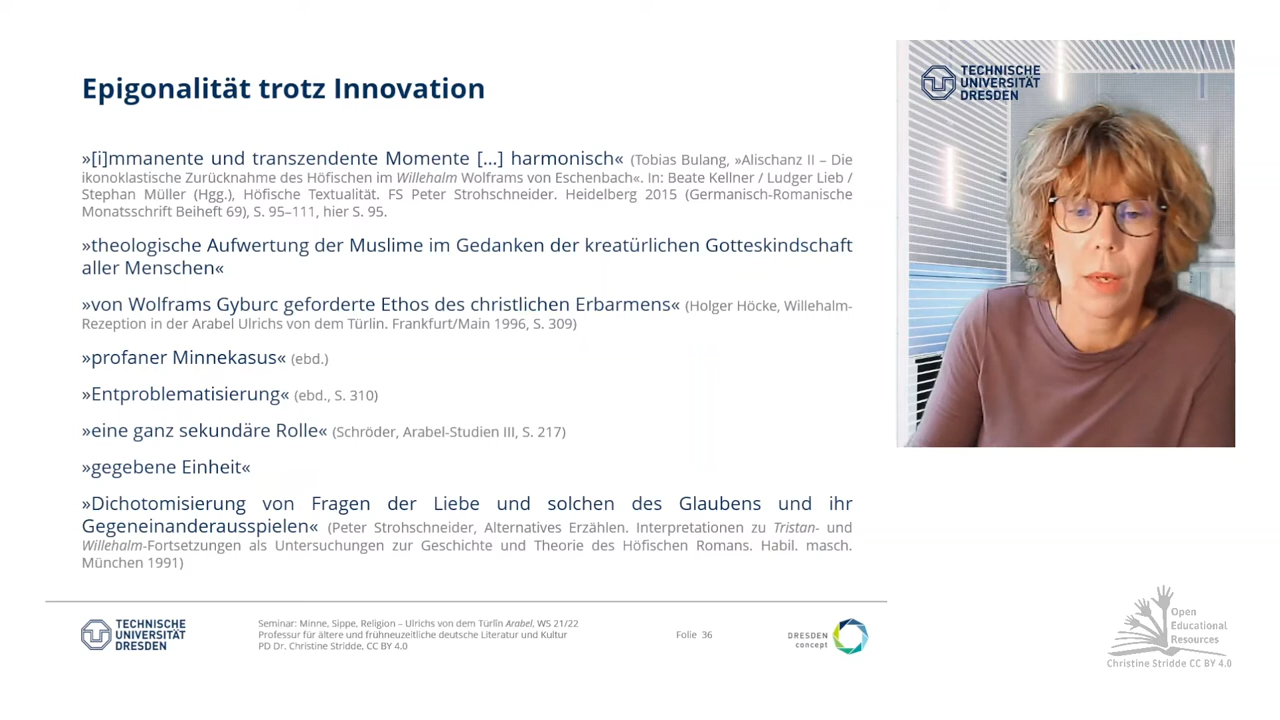 Epigonalität trotz Innovation
»[i]mmanente und transzendente Momente [...] harmonisch« (Tobias Bulang, »Alischanz II – Die
ikonoklastische Zurücknahme des Höfischen im Willehalm Wolframs von Eschenbach«. In: Beate Kellner / Ludger Lieb /
Stephan Müller (Hgg.), Höfische Textualität. FS Peter Strohschneider. Heidelberg 2015 (Germanisch-Romanische
Monatsschrift Beiheft 69), S. 95–111, hier S. 95.
»theologische Aufwertung der Muslime im Gedanken der kreatürlichen Gotteskindschaft
aller Menschen«
»von Wolframs Gyburc geforderte Ethos des christlichen Erbarmens« (Holger Höcke, Willehalm-
Rezeption in der Arabel Ulrichs von dem Türlin. Frankfurt/Main 1996, S. 309)
»profaner Minnekasus« (ebd.)
»Entproblematisierung« (ebd., S. 310)
»eine ganz sekundäre Rolle« (Schröder, Arabel-Studien III, S. 217)
»gegebene Einheit«
»Dichotomisierung von Fragen der Liebe und solchen des Glaubens und ihr
Gegeneinanderausspielen« (Peter Strohschneider, Alternatives Erzählen. Interpretationen zu Tristan- und
Willehalm-Fortsetzungen als Untersuchungen zur Geschichte und Theorie des Höfischen Romans. Habil. masch.
München 1991)
TECHNISCHE
UNIVERSITÄT
DRESDEN
Seminar: Minne, Sippe, Religion – Ulrichs von dem Türlîn Arabel, WS 21/22
Professur für ältere und frühneuzeitliche deutsche Literatur und Kultur
PD Dr. Christine Stridde, CC BY 4.0
Folie 36
DRESDEN
concept
TECHNISCHE
UNIVERSITÄT
DRESDEN
Open
Educational
Resources
Christine Stridde CC BY 4.0